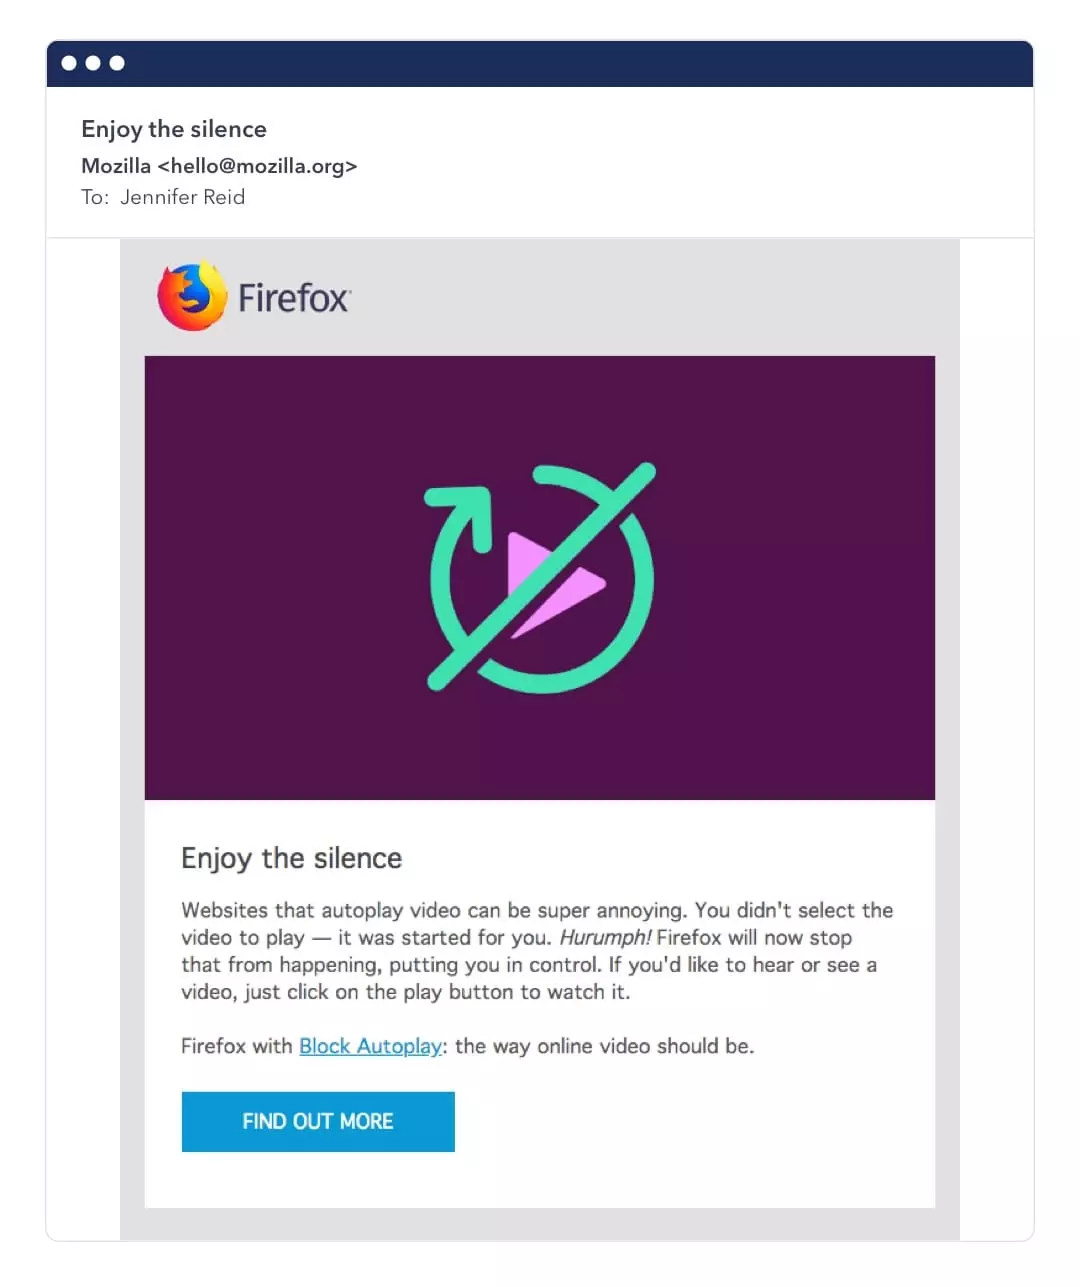 Enjoy the silence
Mozilla <hello@mozilla.org>
To: Jennifer Reid
Firefox
Enjoy the silence
Websites that autoplay video can be super annoying. You didn't select the
video to play — it was started for you. Hurumph! Firefox will now stop
that from happening, putting you in control. If you'd like to hear or see a
video, just click on the play button to watch it.
Firefox with Block Autoplay: the way online video should be.
FIND OUT MORE